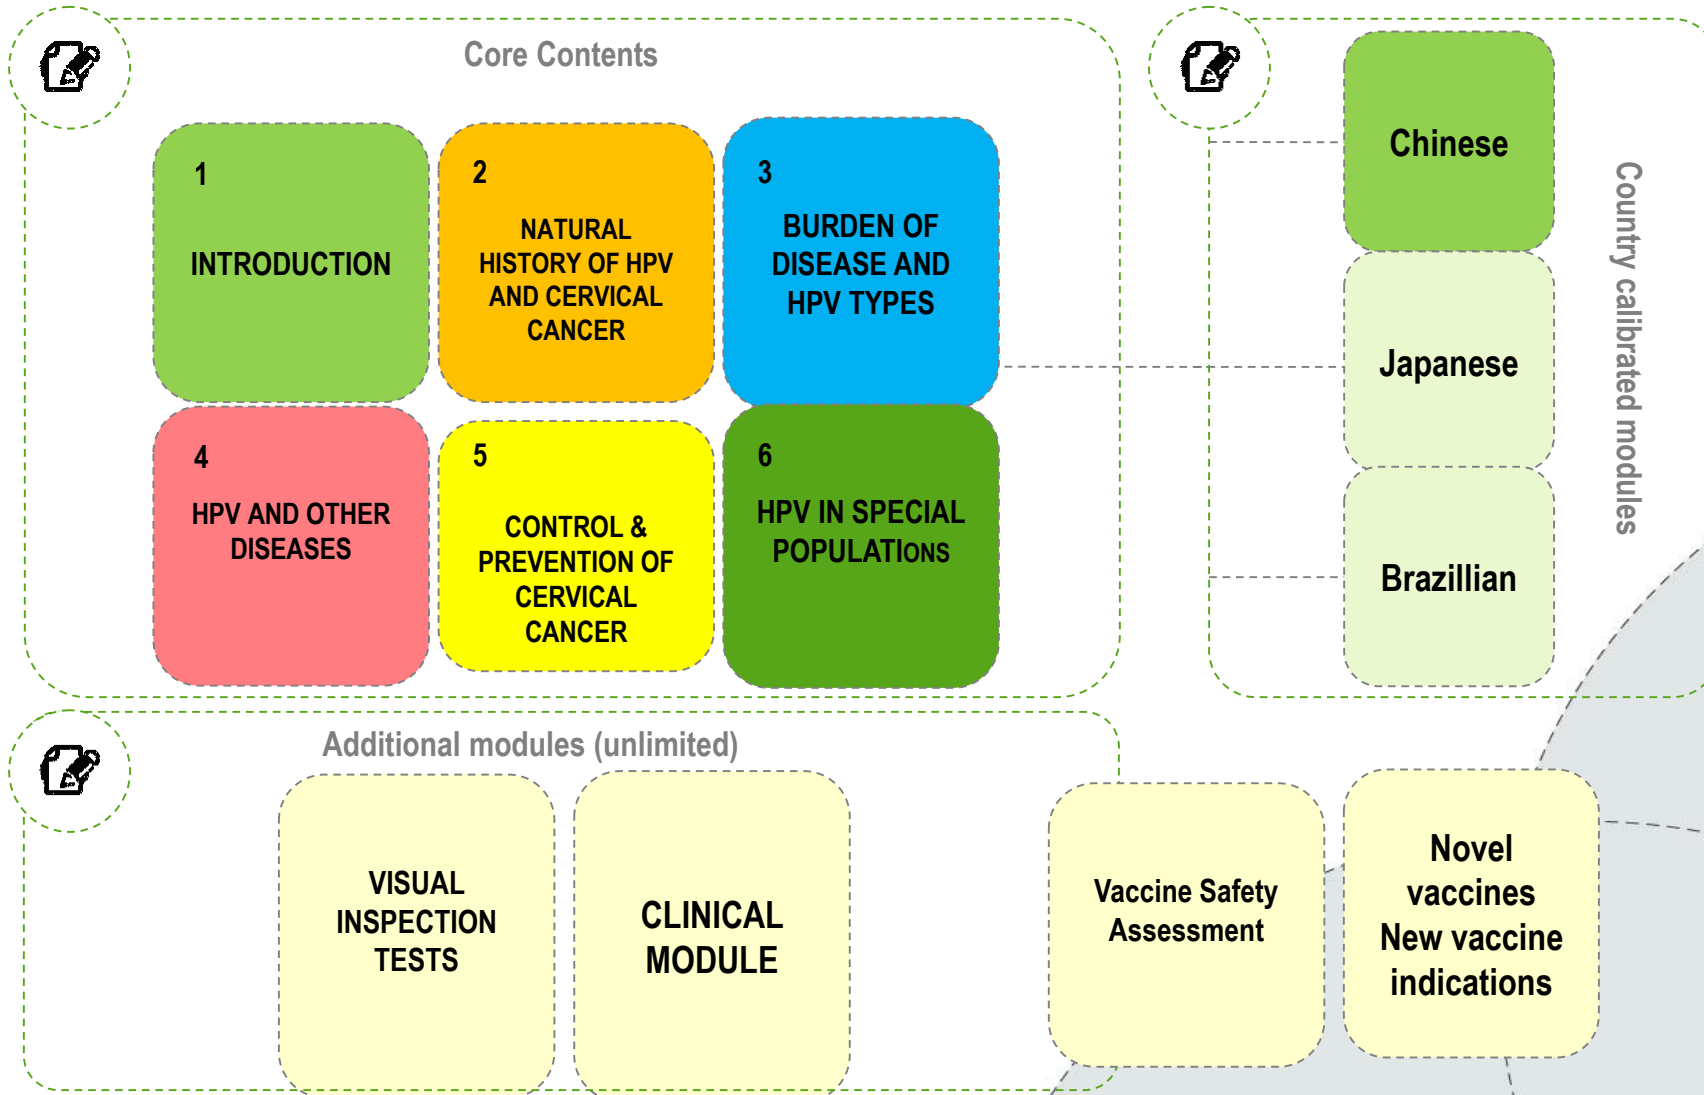 Core Contents
1
INTRODUCTION
2
NATURAL
HISTORY OF HPV
AND CERVICAL
CANCER
3
BURDEN OF
DISEASE AND
HPV TYPES
4
HPV AND OTHER
DISEASES
5
CONTROL &
PREVENTION OF
CERVICAL
CANCER
6
HPV IN SPECIAL
POPULATIONS
Chinese
Japanese
Brazillian
Country calibrated modules
Additional modules (unlimited)
VISUAL
INSPECTION
TESTS
CLINICAL
MODULE
Vaccine Safety
Assessment
Novel
vaccines
New vaccine
indications